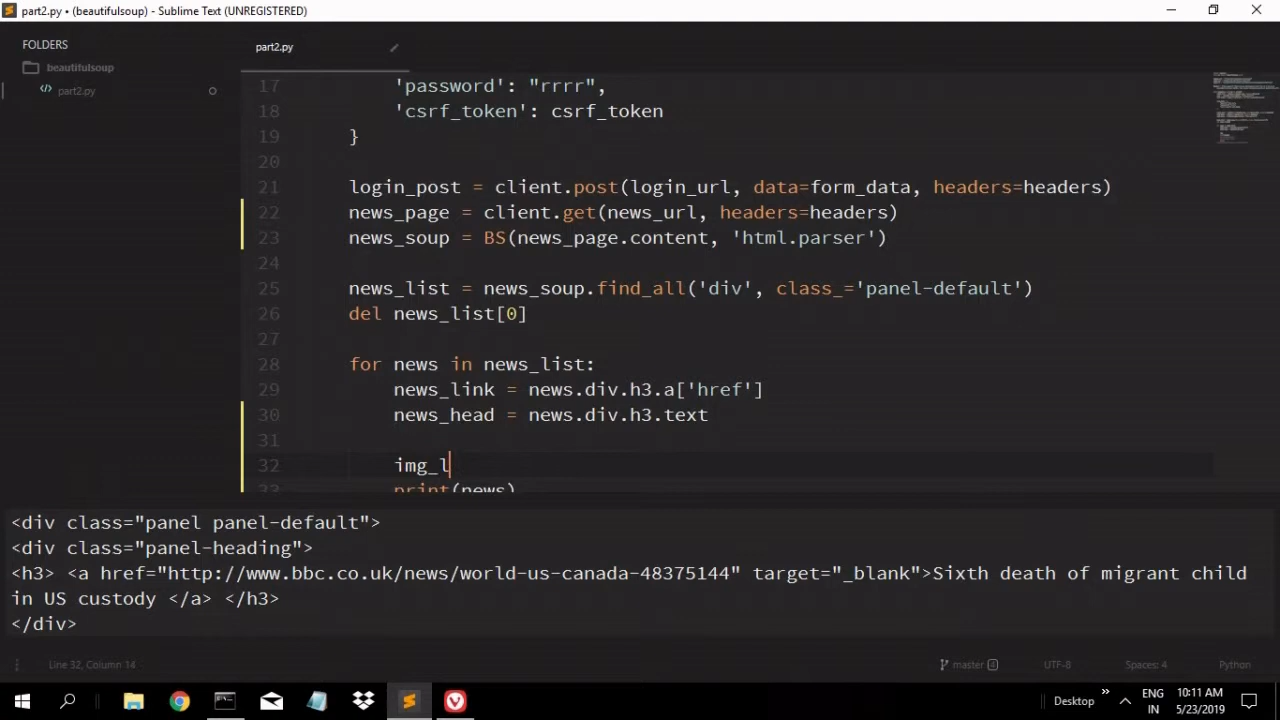 part2.py • (beautifulsoup) - Sublime Text (UNREGISTERED)
FOLDERS
beautifulsoup
part2.py
part2.py
17 'password': "rrrr",
18 'csrf_token': csrf_token
19 }
20
21 login_post = client.post(login_url, data=form_data, headers=headers)
22 news_page = client.get(news_url, headers=headers)
23 news_soup = BS(news_page.content, 'html.parser')
24
25 news_list = news_soup.find_all('div', class_='panel-default')
26 del news_list[0]
27
28 for news in news_list:
29 news_link = news.div.h3.a['href']
30 news_head = news.div.h3.text
31
32 img_l
33 print(news)
<div class="panel panel-default">
<div class="panel-heading">
<h3> <a href="http://www.bbc.co.uk/news/world-us-canada-48375144" target="_blank">Sixth death of migrant child
in US custody </a> </h3>
</div>
Line 32, Column 14
master 4
UTF-8
Spaces: 4
Python
Desktop
ENG
IN
10:11 AM
5/23/2019